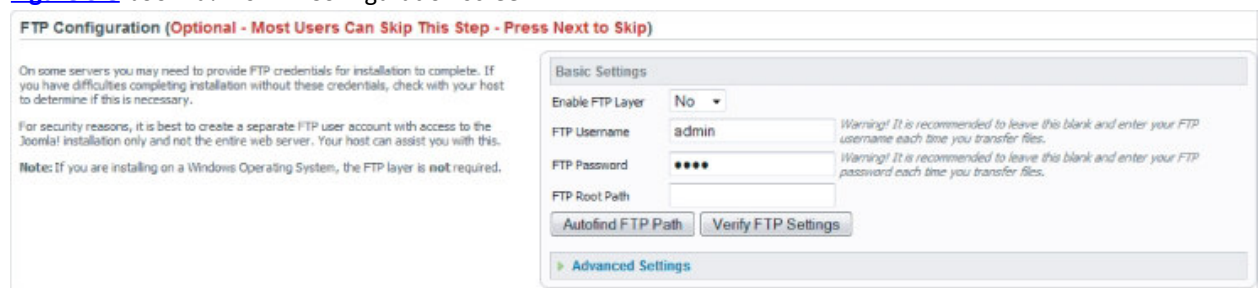 FTP Configuration (Optional - Most Users Can Skip This Step - Press Next to Skip)
On some servers you may need to provide FTP credentials for installation to complete. If
you have difficulties completing installation without these credentials, check with your host
to determine if this is necessary.
For security reasons, it is best to create a separate FTP user account with access to the
Joomla! installation only and not the entire web server. Your host can assist you with this.
Note: If you are installing on a Windows Operating System, the FTP layer is not required.
Basic Settings
Enable FTP Layer No
FTP Username admin
Warning! It is recommended to leave this blank and enter your FTP
username each time you transfer files.
FTP Password ••••
Warning! It is recommended to leave this blank and enter your FTP
password each time you transfer files.
FTP Root Path
Autofind FTP Path Verify FTP Settings
Advanced Settings